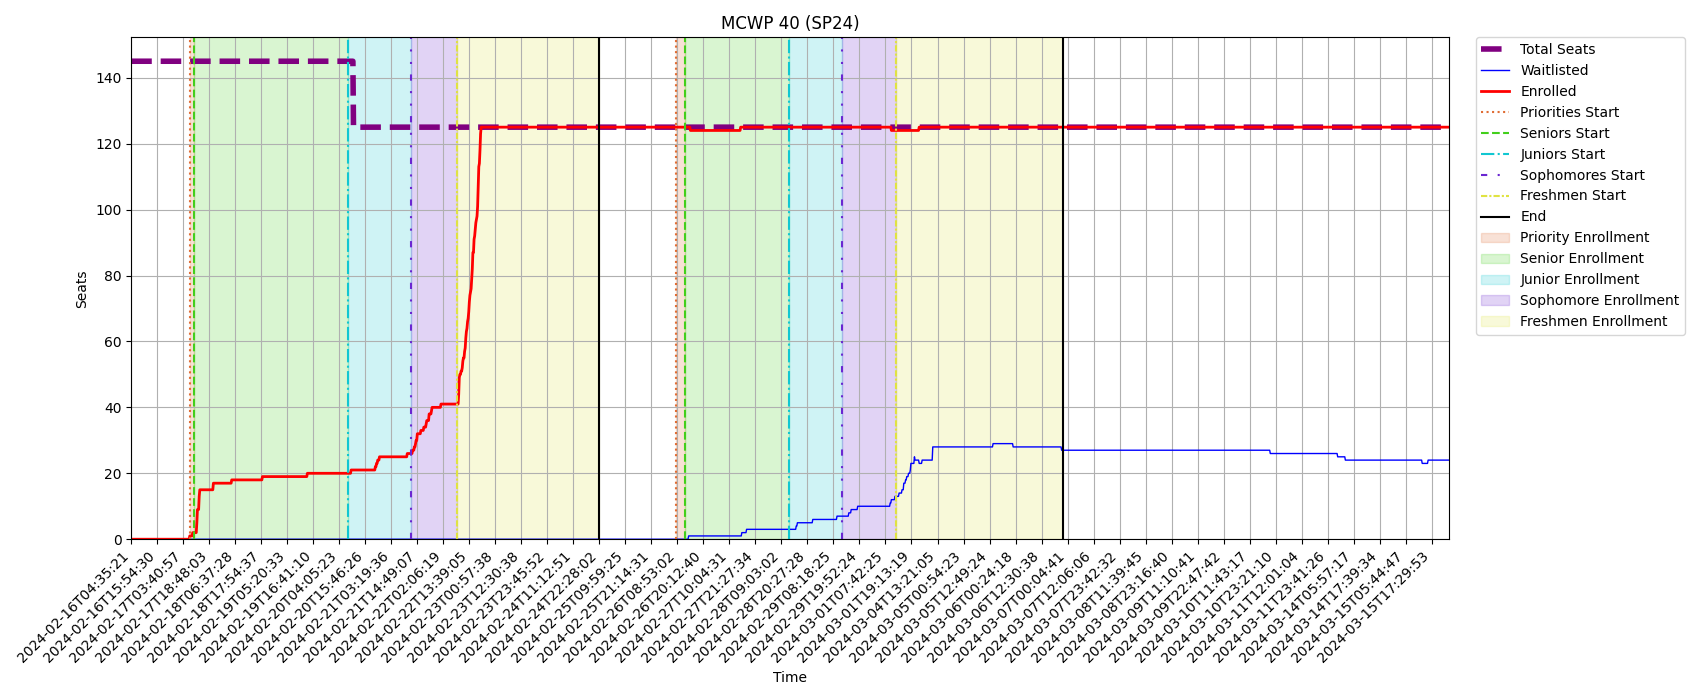 MCWP 40 (SP24)
Seats
140
120
100
80
60
40
20
0
2024-02-16T04:35:21
2024-02-16T15:54:30
2024-02-17T03:40:57
2024-02-17T18:48:03
2024-02-18T06:37:28
2024-02-18T17:54:37
2024-02-19T05:20:33
2024-02-19T16:41:10
2024-02-20T04:05:23
2024-02-20T15:46:26
2024-02-21T03:19:36
2024-02-21T14:49:07
2024-02-22T02:06:19
2024-02-22T13:39:05
2024-02-23T00:57:38
2024-02-23T12:30:38
2024-02-23T23:45:52
2024-02-24T11:12:51
2024-02-24T22:28:02
2024-02-25T09:59:25
2024-02-25T21:14:31
2024-02-26T08:53:02
2024-02-26T20:12:40
2024-02-27T10:04:31
2024-02-27T21:27:34
2024-02-28T09:03:02
2024-02-28T20:27:28
2024-02-29T08:18:25
2024-02-29T19:52:24
2024-03-01T07:42:25
2024-03-01T19:13:19
2024-03-04T13:21:05
2024-03-05T00:54:23
2024-03-05T12:49:24
2024-03-06T00:24:18
2024-03-06T12:30:38
2024-03-07T00:04:41
2024-03-07T12:06:06
2024-03-07T23:42:32
2024-03-08T11:39:45
2024-03-08T23:16:40
2024-03-09T11:10:41
2024-03-09T22:47:42
2024-03-10T11:43:17
2024-03-10T23:21:10
2024-03-11T12:01:04
2024-03-11T23:41:26
2024-03-14T05:57:17
2024-03-14T17:39:34
2024-03-15T05:44:47
2024-03-15T17:29:53
Time
Total Seats
Waitlisted
Enrolled
Priorities Start
Seniors Start
Juniors Start
Sophomores Start
Freshmen Start
End
Priority Enrollment
Senior Enrollment
Junior Enrollment
Sophomore Enrollment
Freshmen Enrollment